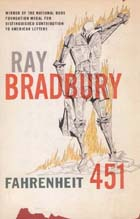 WINNER OF THE NATIONAL BOOK
FOUNDATION MEDAL FOR
DISTINGUISHED CONTRIBUTION
TO AMERICAN LETTERS
RAY
BRADBURY
FAHRENHEIT 451